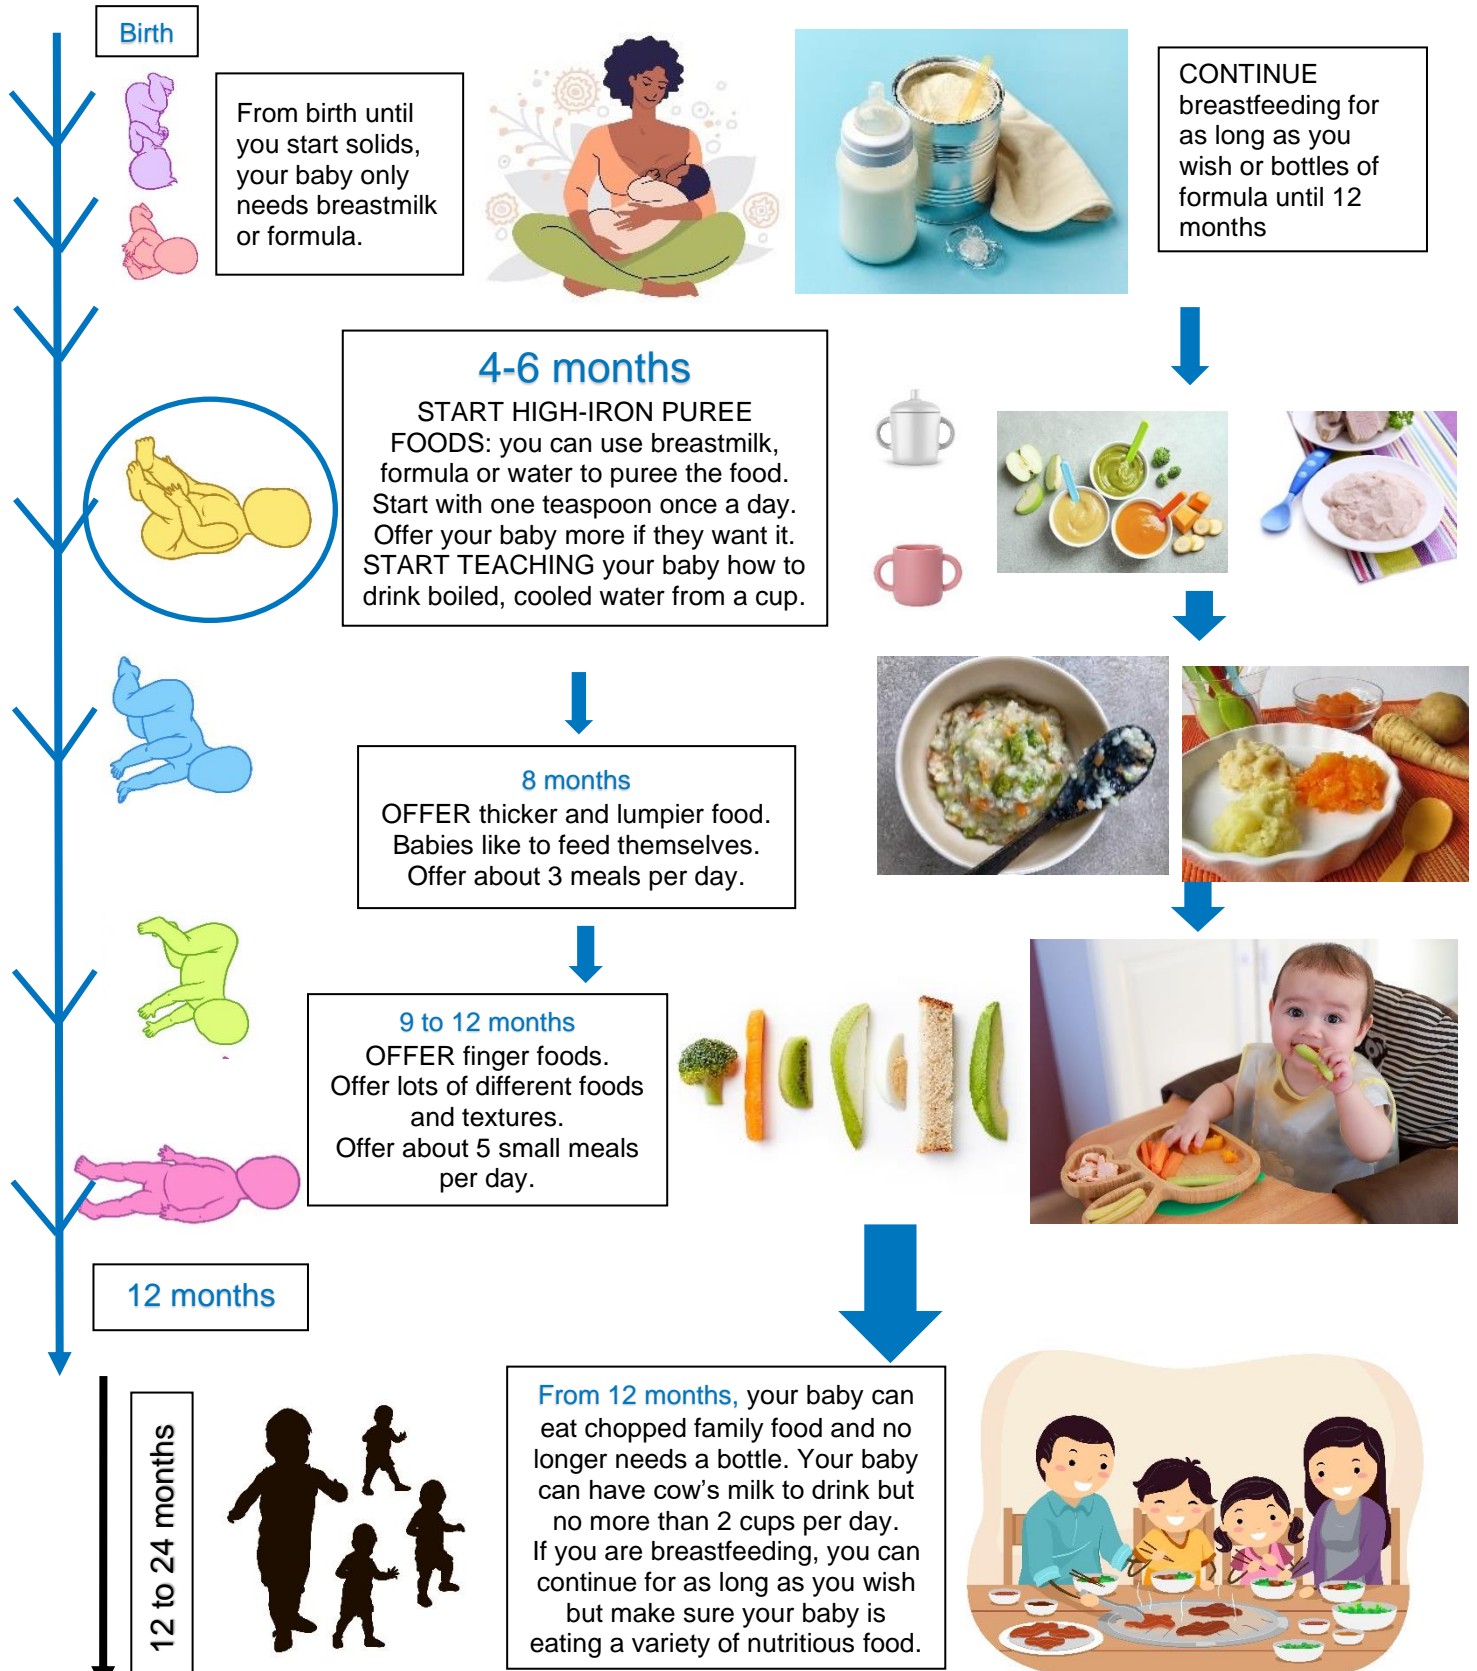 Birth
From birth until
you start solids,
your baby only
needs breastmilk
or formula.
CONTINUE
breastfeeding for
as long as you
wish or bottles of
formula until 12
months
4-6 months
START HIGH-IRON PUREE
FOODS: you can use breastmilk,
formula or water to puree the food.
Start with one teaspoon once a day.
Offer your baby more if they want it.
START TEACHING your baby how to
drink boiled, cooled water from a cup.
8 months
OFFER thicker and lumpier food.
Babies like to feed themselves.
Offer about 3 meals per day.
9 to 12 months
OFFER finger foods.
Offer lots of different foods
and textures.
Offer about 5 small meals
per day.
12 months
12 to 24 months
From 12 months, your baby can
eat chopped family food and no
longer needs a bottle. Your baby
can have cow’s milk to drink but
no more than 2 cups per day.
If you are breastfeeding, you can
continue for as long as you wish
but make sure your baby is
eating a variety of nutritious food.